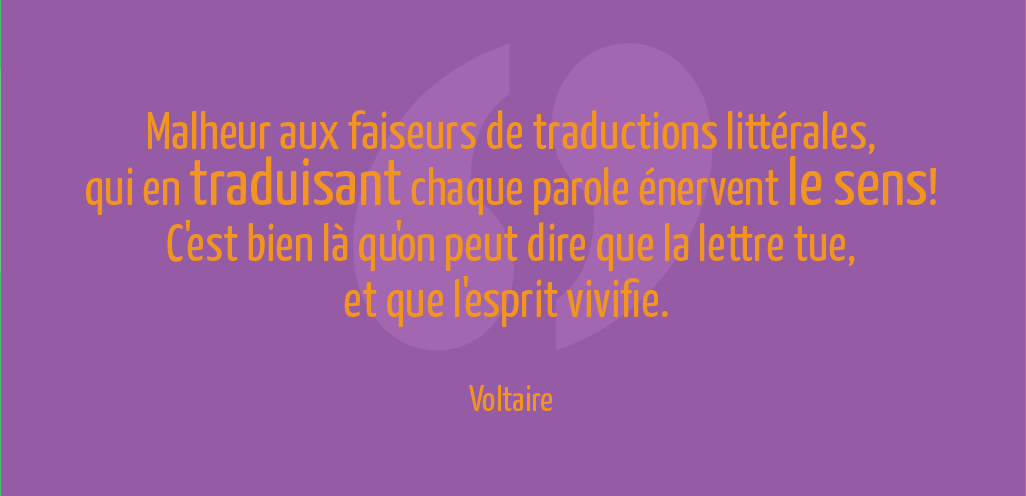 Malheur aux faiseurs de traductions littérales,
qui en traduisant chaque parole énervent le sens!
C'est bien là qu'on peut dire que la lettre tue,
et que l'esprit vivifie.
Voltaire